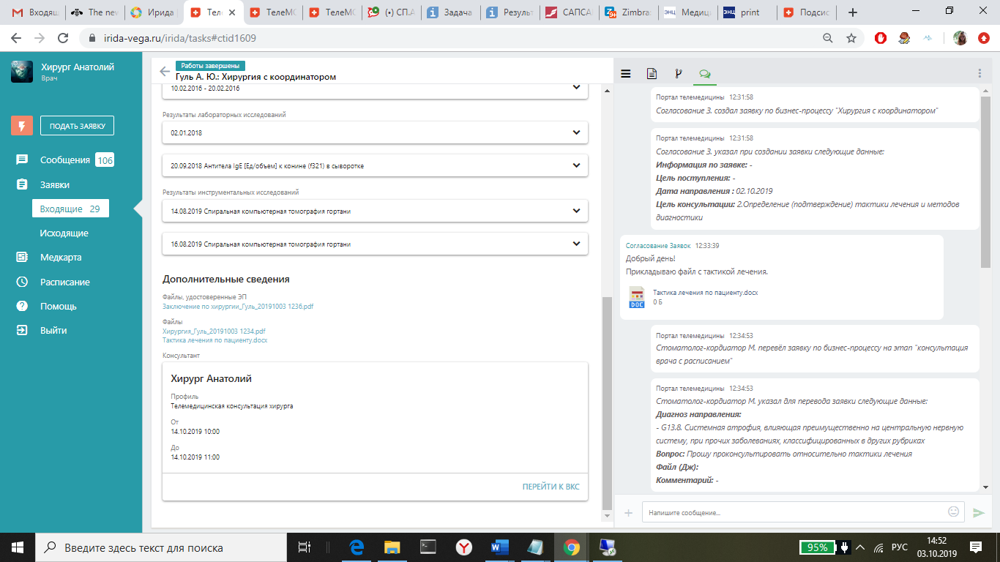 Входящ
The new
Ирида
Теле
ТелеМС
ТелеМС
(•) СП.А
Задача
Результ
САПСА
Zimbra:
Медиц
print
Подсис
irida-vega.ru/irida/tasks#ctid1609
Хирург Анатолий
Врач
ПОДАТЬ ЗАЯВКУ
Сообщения 106
Заявки
Входящие 29
Исходящие
Медкарта
Расписание
Помощь
Выйти
Работы завершены
Гуль А. Ю.: Хирургия с координатором
10.02.2016 - 20.02.2016
Результаты лабораторных исследований
02.01.2018
20.09.2018 Антитела IgE [Ед/объем] к конине (f321) в сыворотке
Результаты инструментальных исследований
14.08.2019 Спиральная компьютерная томография гортани
16.08.2019 Спиральная компьютерная томография гортани
Дополнительные сведения
Файлы, удостоверенные ЭП
Заключение по хирургии_Гуль_20191003 1236.pdf
Файлы
Хирургия_Гуль_20191003 1234.pdf
Тактика лечения по пациенту.docx
Консультант
Хирург Анатолий
Профиль
Телемедицинская консультация хирурга
От
14.10.2019 10:00
До
14.10.2019 11:00
ПЕРЕЙТИ К ВКС
Портал телемедицины 12:31:58
Согласование З. создал заявку по бизнес-процессу "Хирургия с координатором"
Портал телемедицины 12:31:58
Согласование З. указал при создании заявки следующие данные:
Информация по заявке: -
Цель поступления: -
Дата направления : 02.10.2019
Цель консультации: 2.Определение (подтверждение) тактики лечения и методов
диагностики
Согласование Заявок 12:33:39
Добрый день!
Прикладываю файл с тактикой лечения.
DOC
Тактика лечения по пациенту.docx
0 Б
Портал телемедицины 12:34:53
Стоматолог-кордиатор М. перевёл заявку по бизнес-процессу на этап "консультация
врача с расписанием"
Портал телемедицины 12:34:53
Стоматолог-кордиатор М. указал для перевода заявки следующие данные:
Диагноз направления:
- G13.8. Системная атрофия, влияющая преимущественно на центральную нервную
систему, при прочих заболеваниях, классифицированных в других рубриках
Вопрос: Прошу проконсультировать относительно тактики лечения
Файл (Дж):
Комментарий: -
Напишите сообщение...
Введите здесь текст для поиска
95%
РУС
14:52
03.10.2019